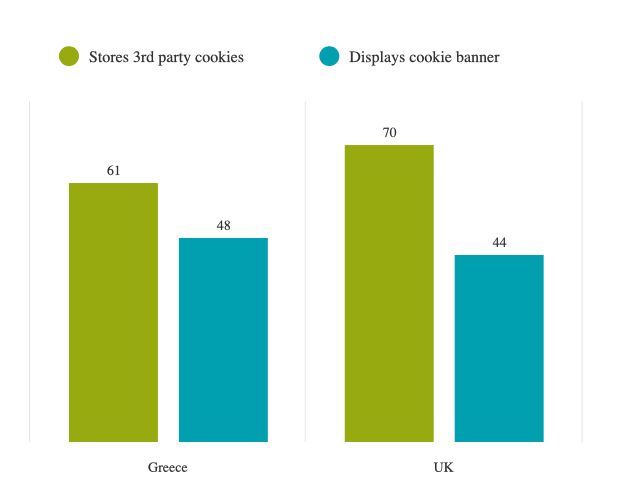 Stores 3rd party cookies
Displays cookie banner
61
48
70
44
Greece
UK